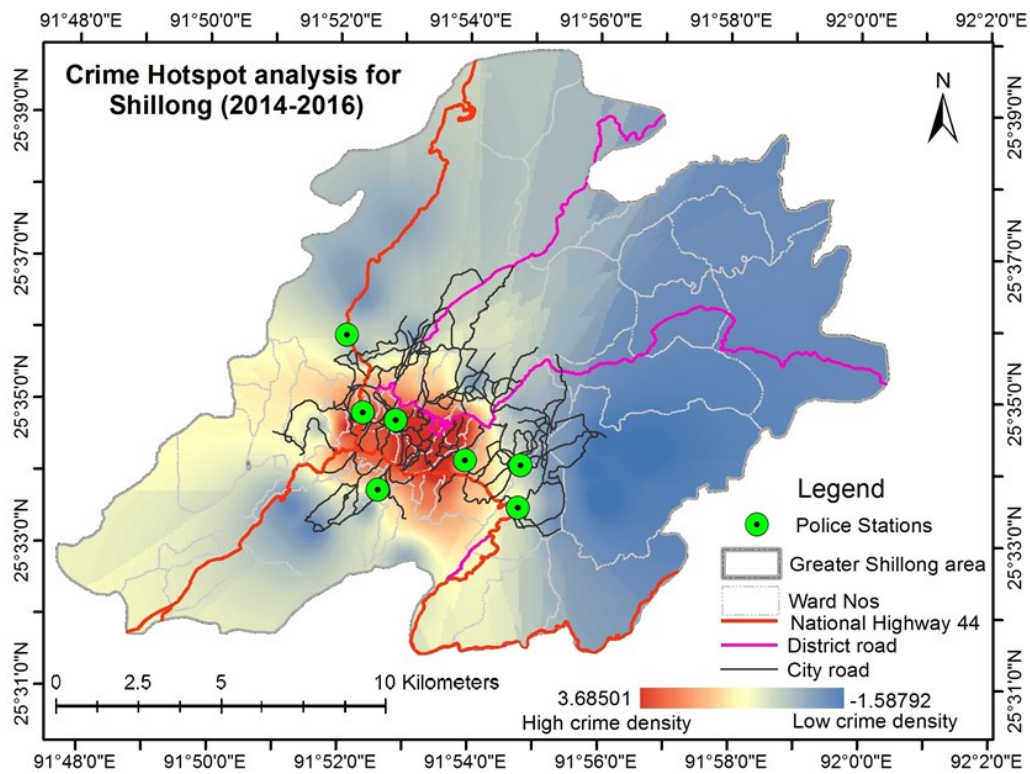 91°48'0"E 91°50'0"E 91°52'0"E 91°54'0"E 91°56'0"E 91°58'0"E 92°0'0"E 92°2'0"E
Crime Hotspot analysis for
Shillong (2014-2016)
N
25°39'0"N 25°39'0"N
25°37'0"N 25°37'0"N
25°35'0"N 25°35'0"N
25°33'0"N 25°33'0"N
25°31'0"N 25°31'0"N
Legend
Police Stations
Greater Shillong area
Ward Nos
National Highway 44
District road
City road
0 2.5 5 10 Kilometers
3.68501 -1.58792
High crime density Low crime density
91°48'0"E 91°50'0"E 91°52'0"E 91°54'0"E 91°56'0"E 91°58'0"E 92°0'0"E 92°2'0"E